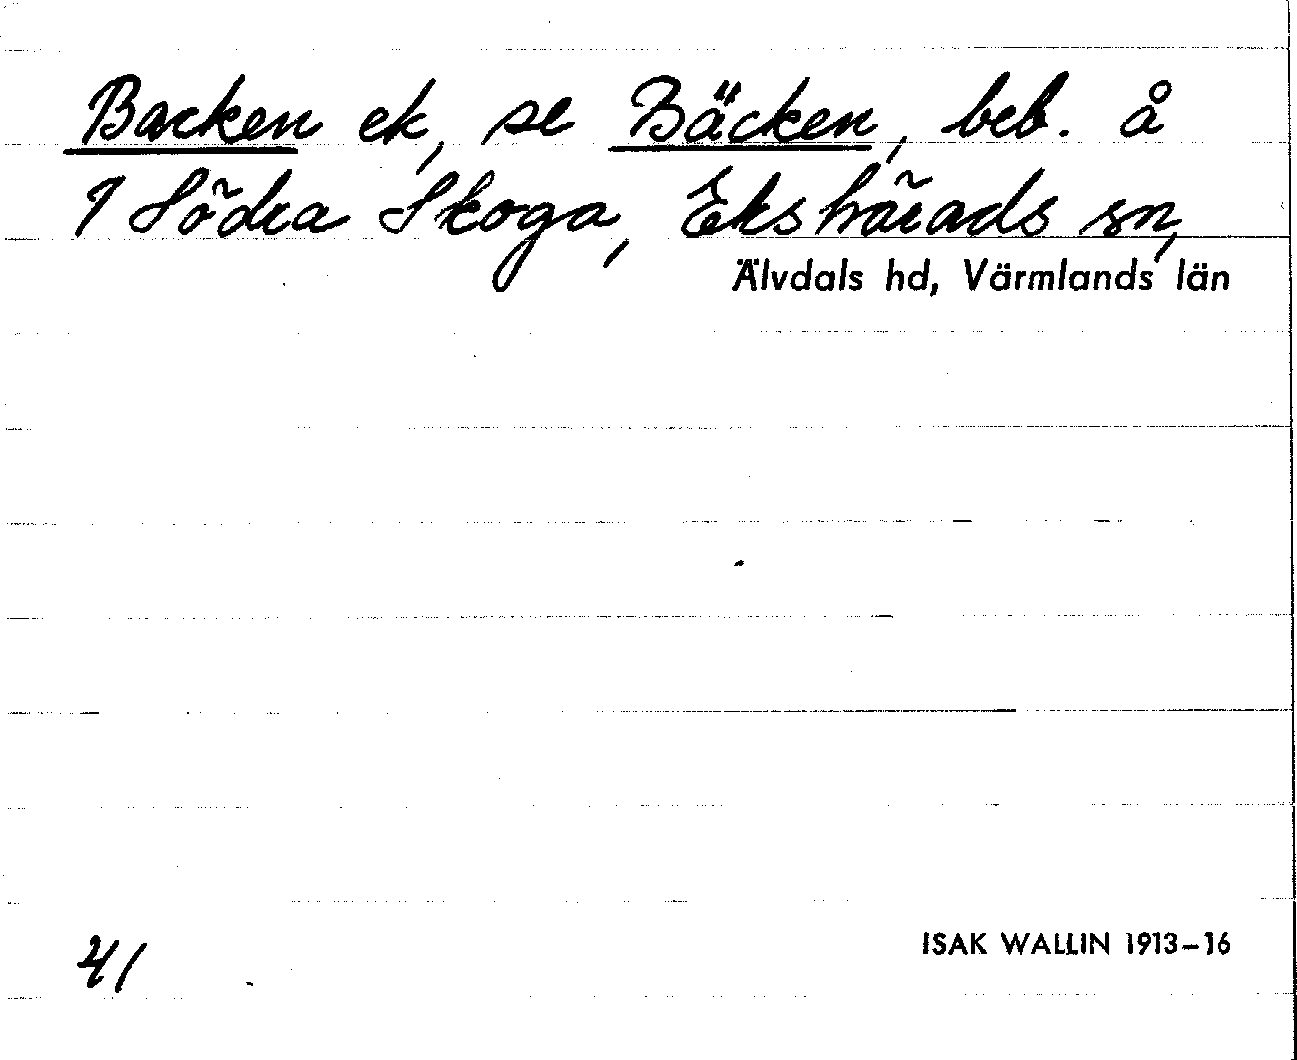 Backen ek, se Bäcken, beb. å
1 Södra Skoga, Ekshärads sn,
Älvdals hd, Värmlands län
ISAK WALLIN 1913-16
41